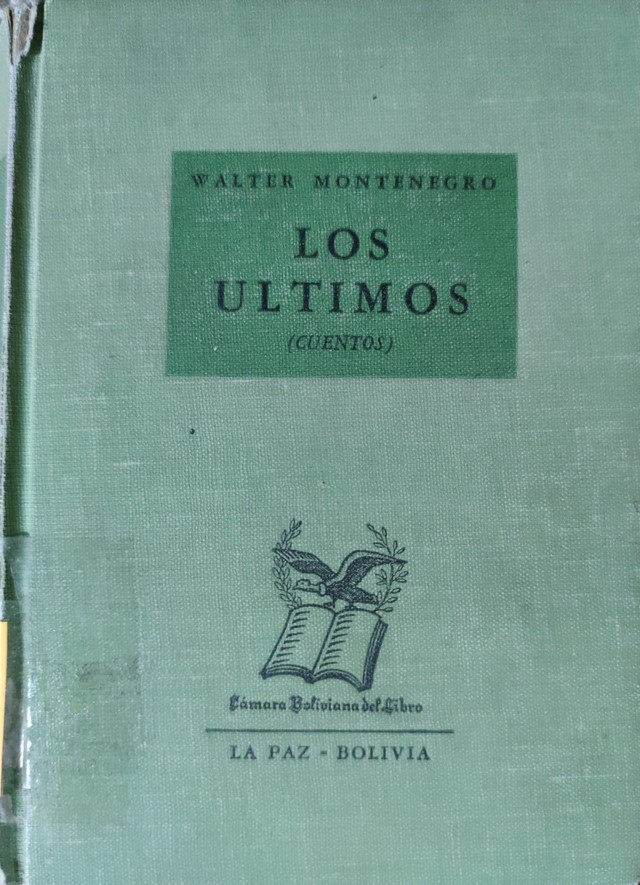 WALTER MONTENEGRO
LOS
ULTIMOS
(CUENTOS)
Cámara Boliviana del Libro
LA PAZ - BOLIVIA